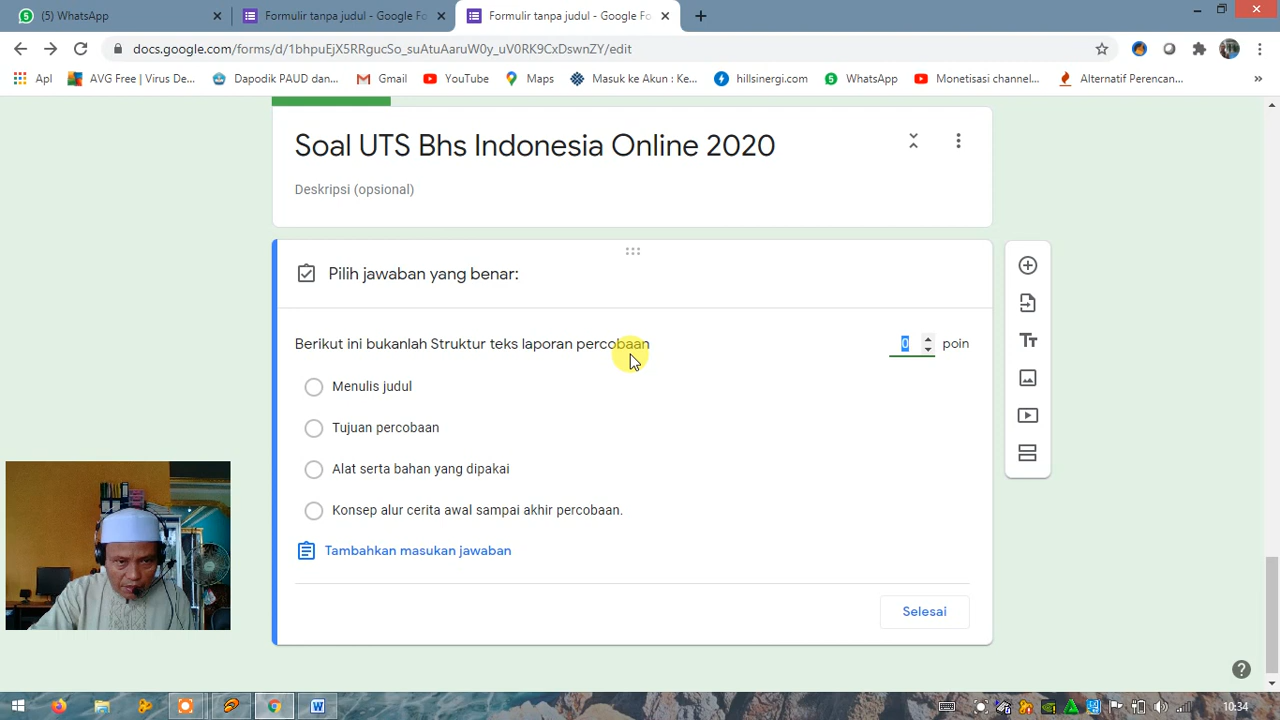 (5) WhatsApp
Formulir tanpa judul - Google Fo
Formulir tanpa judul - Google Fo
docs.google.com/forms/d/1bhpuEjX5RRgucSo_suAtuAaruW0y_uV0RK9CxDswnZY/edit
Apl
AVG Free | Virus De...
Dapodik PAUD dan...
Gmail
YouTube
Maps
Masuk ke Akun : Ke...
hillsinergi.com
WhatsApp
Monetisasi channel...
Alternatif Perencan...
»
Soal UTS Bhs Indonesia Online 2020
Deskripsi (opsional)
Pilih jawaban yang benar:
Berikut ini bukanlah Struktur teks laporan percobaan
0 poin
Menulis judul
Tujuan percobaan
Alat serta bahan yang dipakai
Konsep alur cerita awal sampai akhir percobaan.
Tambahkan masukan jawaban
Selesai
10:34